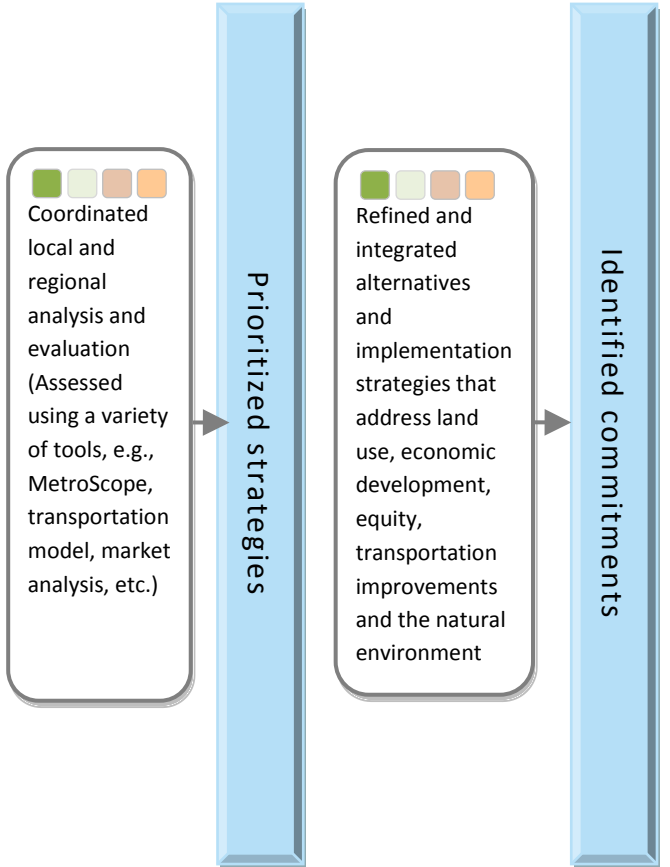 Coordinated
local and
regional
analysis and
evaluation
(Assessed
using a variety
of tools, e.g.,
MetroScope,
transportation
model, market
analysis, etc.)
Prioritized strategies
Refined and
integrated
alternatives
and
implementation
strategies that
address land
use, economic
development,
equity,
transportation
improvements
and the natural
environment
Identified commitments